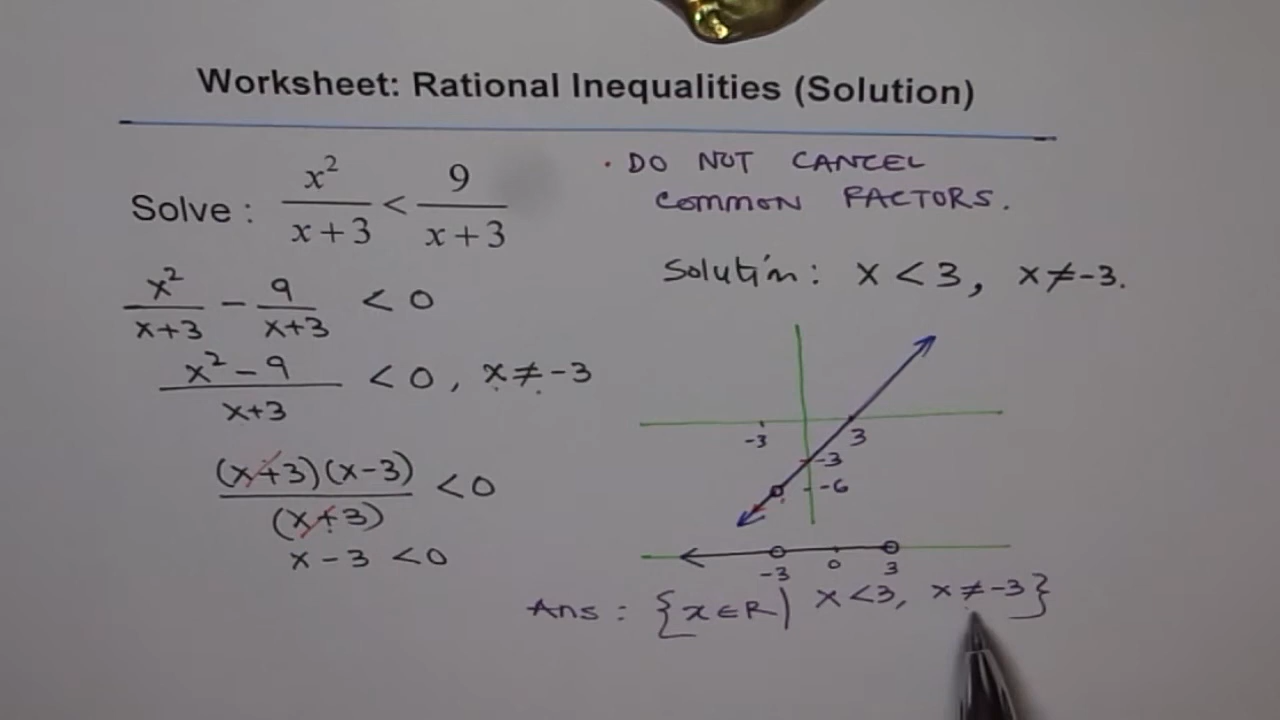 Worksheet: Rational Inequalities (Solution)
Solve : x²/(x+3) < 9/(x+3)
x²/(x+3) - 9/(x+3) < 0
(x²-9)/(x+3) < 0, x≠-3
(x+3)(x-3)/(x+3) < 0
x-3 < 0
• DO NOT CANCEL
COMMON FACTORS.
Solution: x < 3, x≠-3.
-3 3
-3
-6
-3 0 3
Ans : {x∈R| x<3, x≠-3}